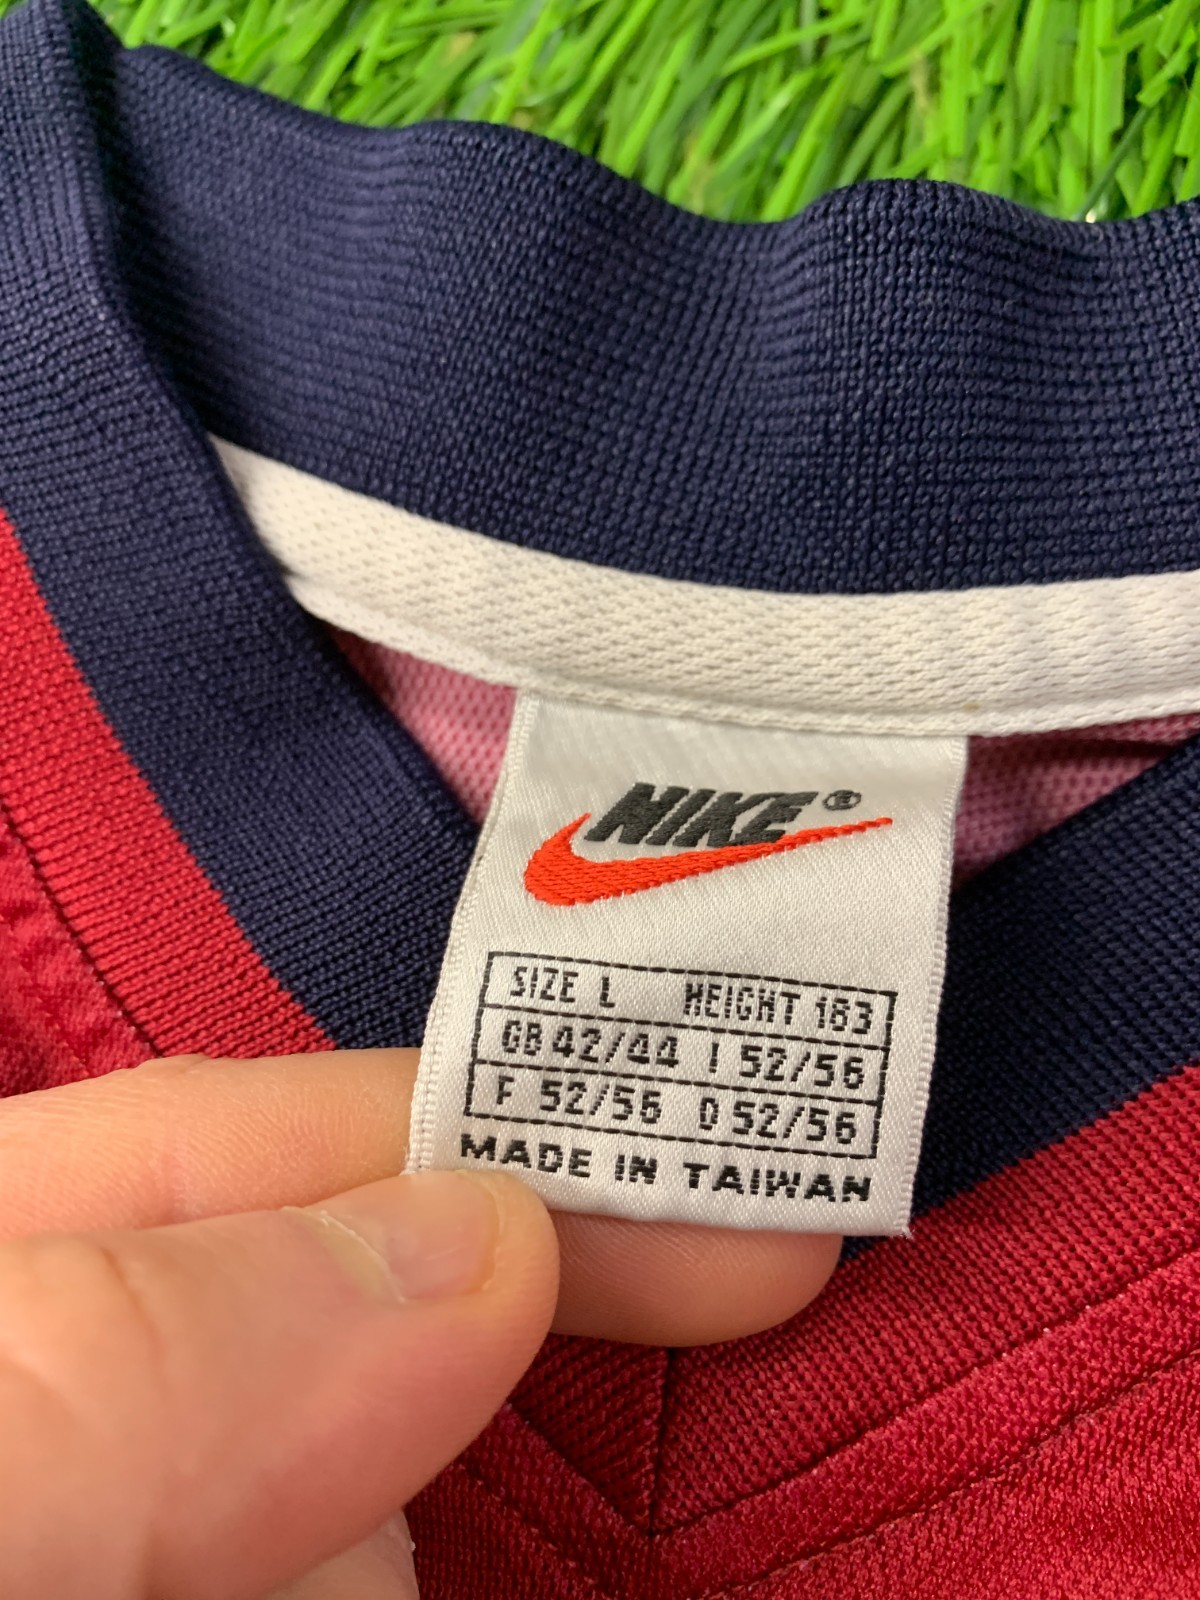 NIKE®
SIZE L HEIGHT 183
GB 42/44 I 52/56
F 52/56 D 52/56
MADE IN TAIWAN